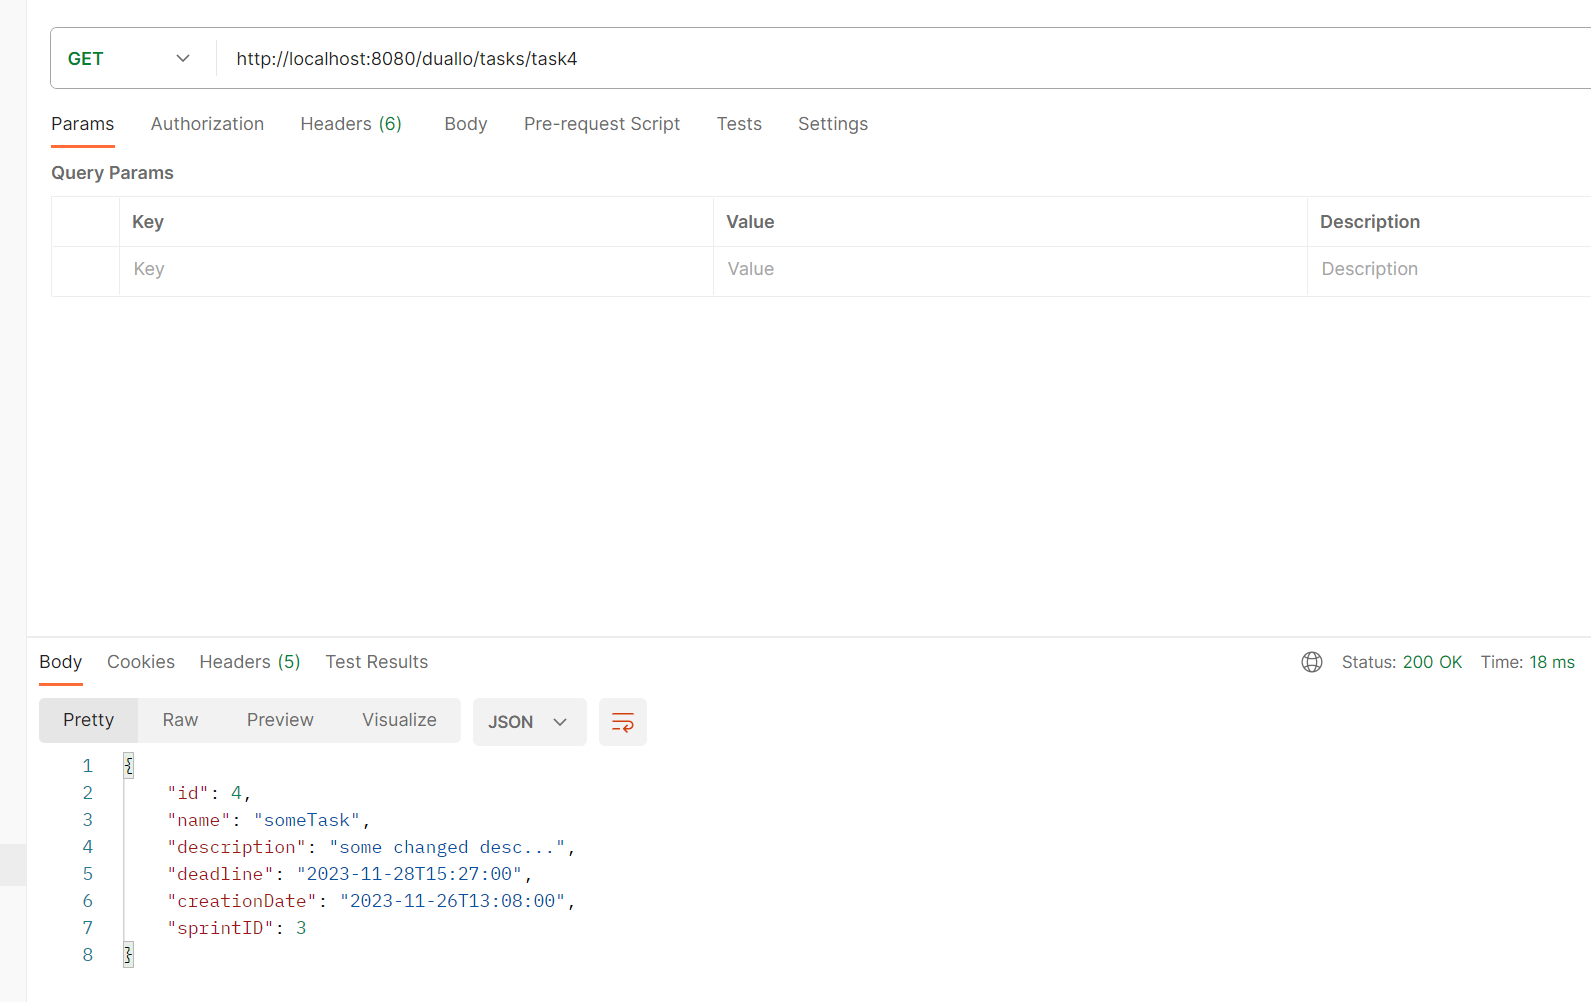 GET http://localhost:8080/duallo/tasks/task4
Params Authorization Headers (6) Body Pre-request Script Tests Settings
Query Params
Key Value Description
Key Value Description
Body Cookies Headers (5) Test Results Status: 200 OK Time: 18 ms
Pretty Raw Preview Visualize JSON
1 {
2 "id": 4,
3 "name": "someTask",
4 "description": "some changed desc...",
5 "deadline": "2023-11-28T15:27:00",
6 "creationDate": "2023-11-26T13:08:00",
7 "sprintID": 3
8 }